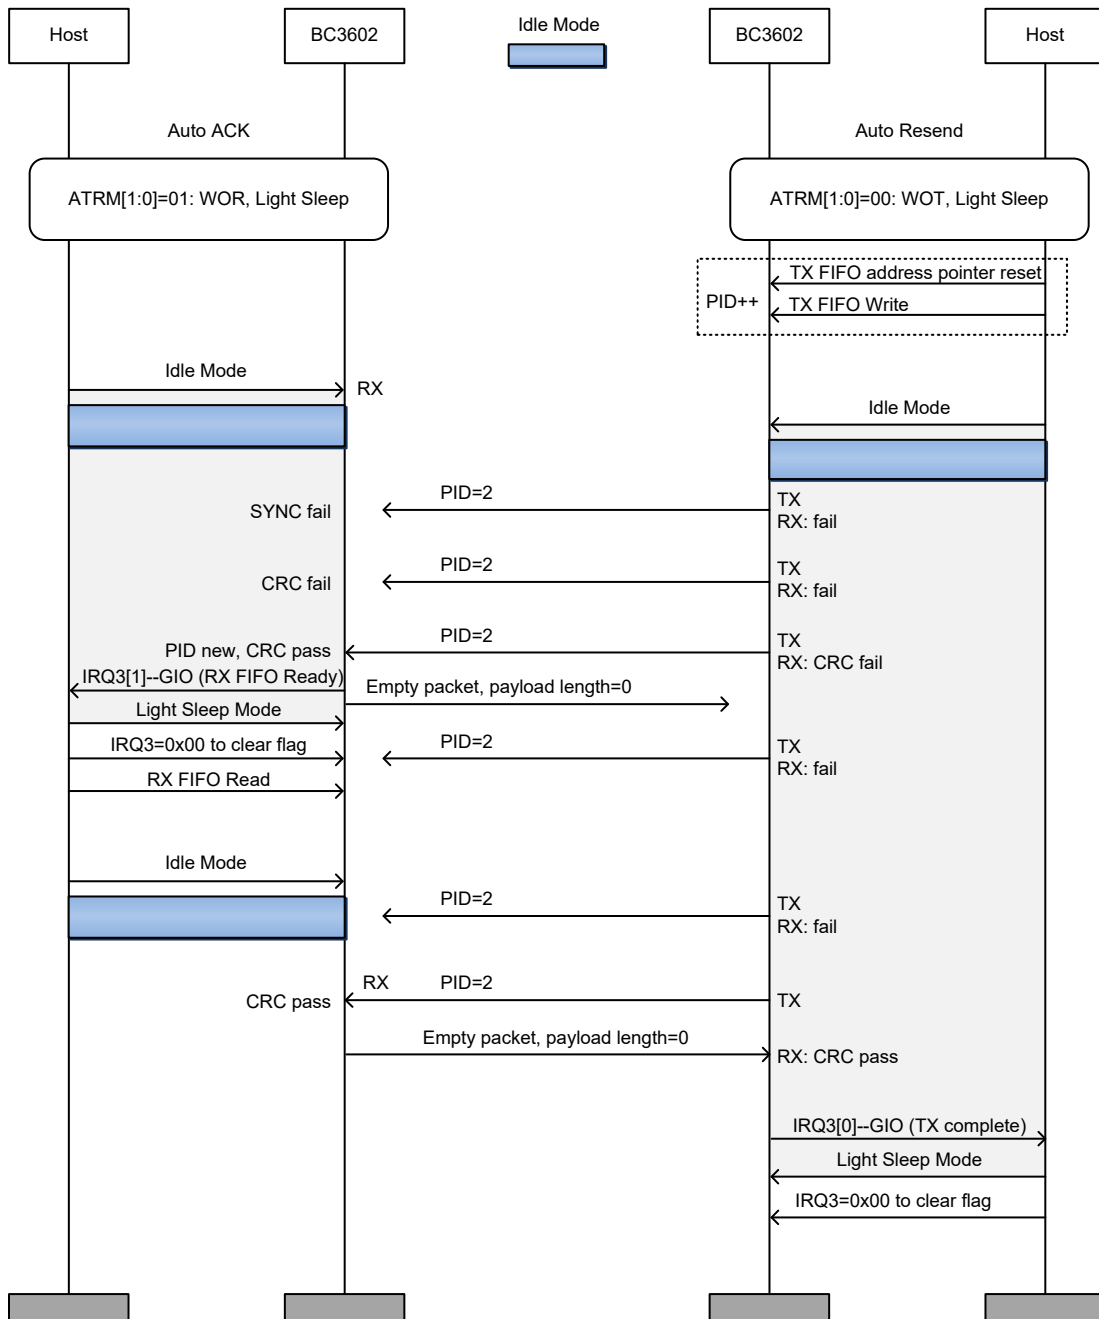 Host
BC3602
Idle Mode
BC3602
Host
Auto ACK
Auto Resend
ATRM[1:0]=01: WOR, Light Sleep
ATRM[1:0]=00: WOT, Light Sleep
TX FIFO address pointer reset
PID++
TX FIFO Write
Idle Mode
RX
Idle Mode
PID=2
TX
SYNC fail
RX: fail
PID=2
TX
CRC fail
RX: fail
PID=2
TX
PID new, CRC pass
RX: CRC fail
IRQ3[1]--GIO (RX FIFO Ready)
Empty packet, payload length=0
Light Sleep Mode
IRQ3=0x00 to clear flag
PID=2
TX
RX: fail
RX FIFO Read
Idle Mode
PID=2
TX
RX: fail
RX
PID=2
CRC pass
TX
Empty packet, payload length=0
RX: CRC pass
IRQ3[0]--GIO (TX complete)
Light Sleep Mode
IRQ3=0x00 to clear flag